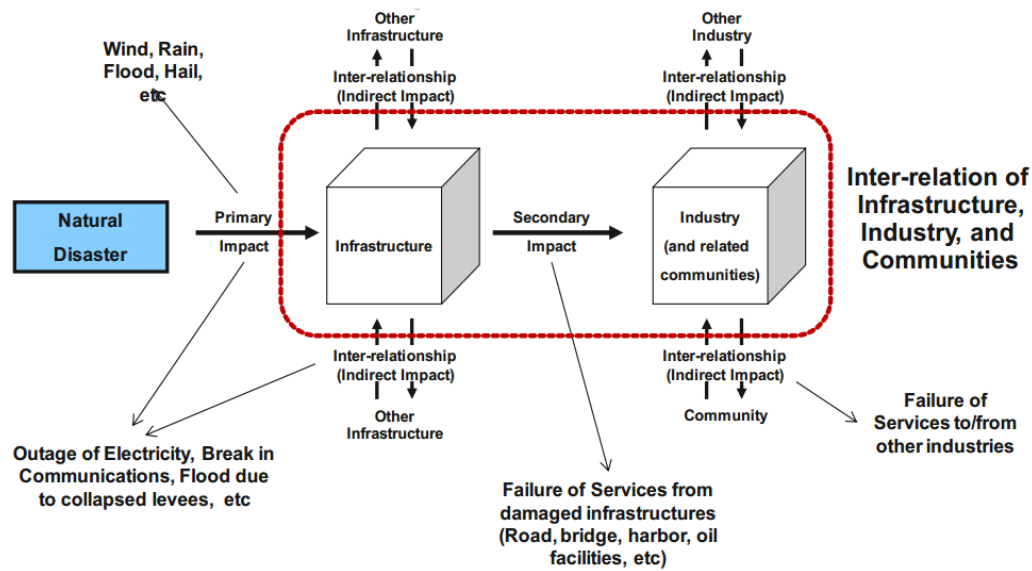 Other
Infrastructure
Other
Industry
Wind, Rain,
Flood, Hail,
etc
Inter-relationship
(Indirect Impact)
Inter-relationship
(Indirect Impact)
Natural
Disaster
Primary
Impact
Infrastructure
Secondary
Impact
Industry
(and related
communities)
Inter-relation of
Infrastructure,
Industry, and
Communities
Inter-relationship
(Indirect Impact)
Other
Infrastructure
Inter-relationship
(Indirect Impact)
Community
Failure of
Services to/from
other industries
Outage of Electricity, Break in
Communications, Flood due
to collapsed levees, etc
Failure of Services from
damaged infrastructures
(Road, bridge, harbor, oil
facilities, etc)